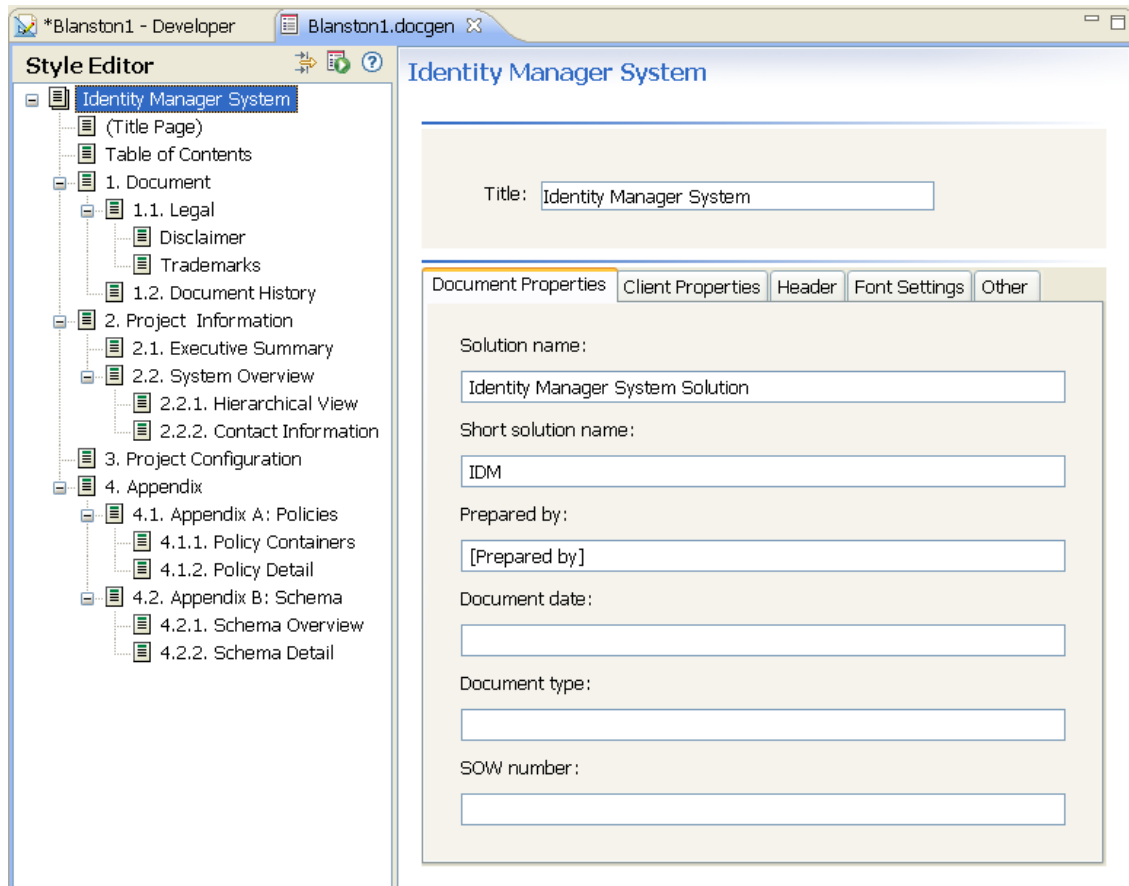 *Blanston1 - Developer
Blanston1.docgen
Style Editor
Identity Manager System
(Title Page)
Table of Contents
1. Document
1.1. Legal
Disclaimer
Trademarks
1.2. Document History
2. Project  Information
2.1. Executive Summary
2.2. System Overview
2.2.1. Hierarchical View
2.2.2. Contact Information
3. Project Configuration
4. Appendix
4.1. Appendix A: Policies
4.1.1. Policy Containers
4.1.2. Policy Detail
4.2. Appendix B: Schema
4.2.1. Schema Overview
4.2.2. Schema Detail
Identity Manager System
Title: Identity Manager System
Document Properties Client Properties Header Font Settings Other
Solution name:
Identity Manager System Solution
Short solution name:
IDM
Prepared by:
[Prepared by]
Document date:
Document type:
SOW number: